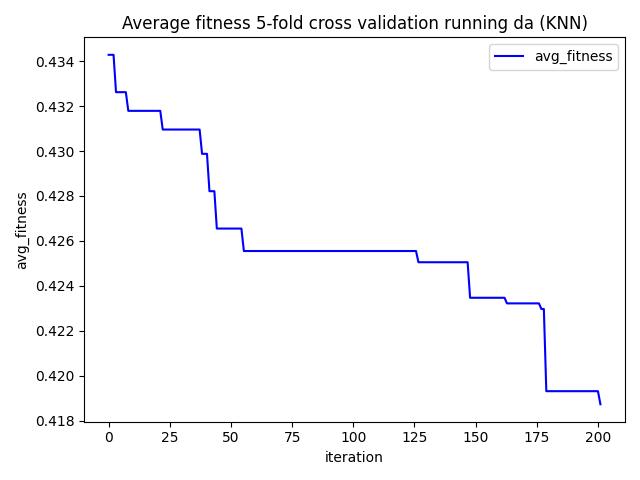 Average fitness 5-fold cross validation running da (KNN)
avg_fitness
0.434
0.432
0.430
0.428
0.426
0.424
0.422
0.420
0.418
avg_fitness
0 25 50 75 100 125 150 175 200
iteration